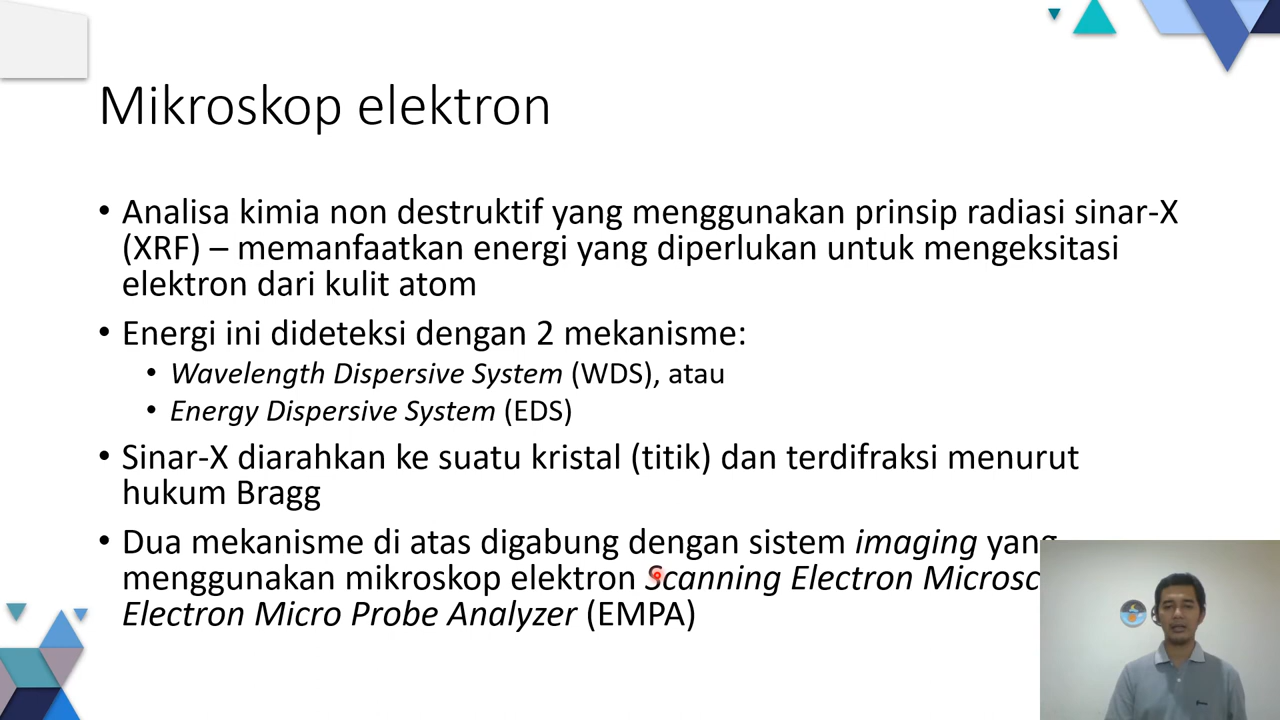 Mikroskop elektron
• Analisa kimia non destruktif yang menggunakan prinsip radiasi sinar-X
(XRF) – memanfaatkan energi yang diperlukan untuk mengeksitasi
elektron dari kulit atom
• Energi ini dideteksi dengan 2 mekanisme:
• Wavelength Dispersive System (WDS), atau
• Energy Dispersive System (EDS)
• Sinar-X diarahkan ke suatu kristal (titik) dan terdifraksi menurut
hukum Bragg
• Dua mekanisme di atas digabung dengan sistem imaging yang
menggunakan mikroskop elektron Scanning Electron
Electron Micro Probe Analyzer (EMPA)